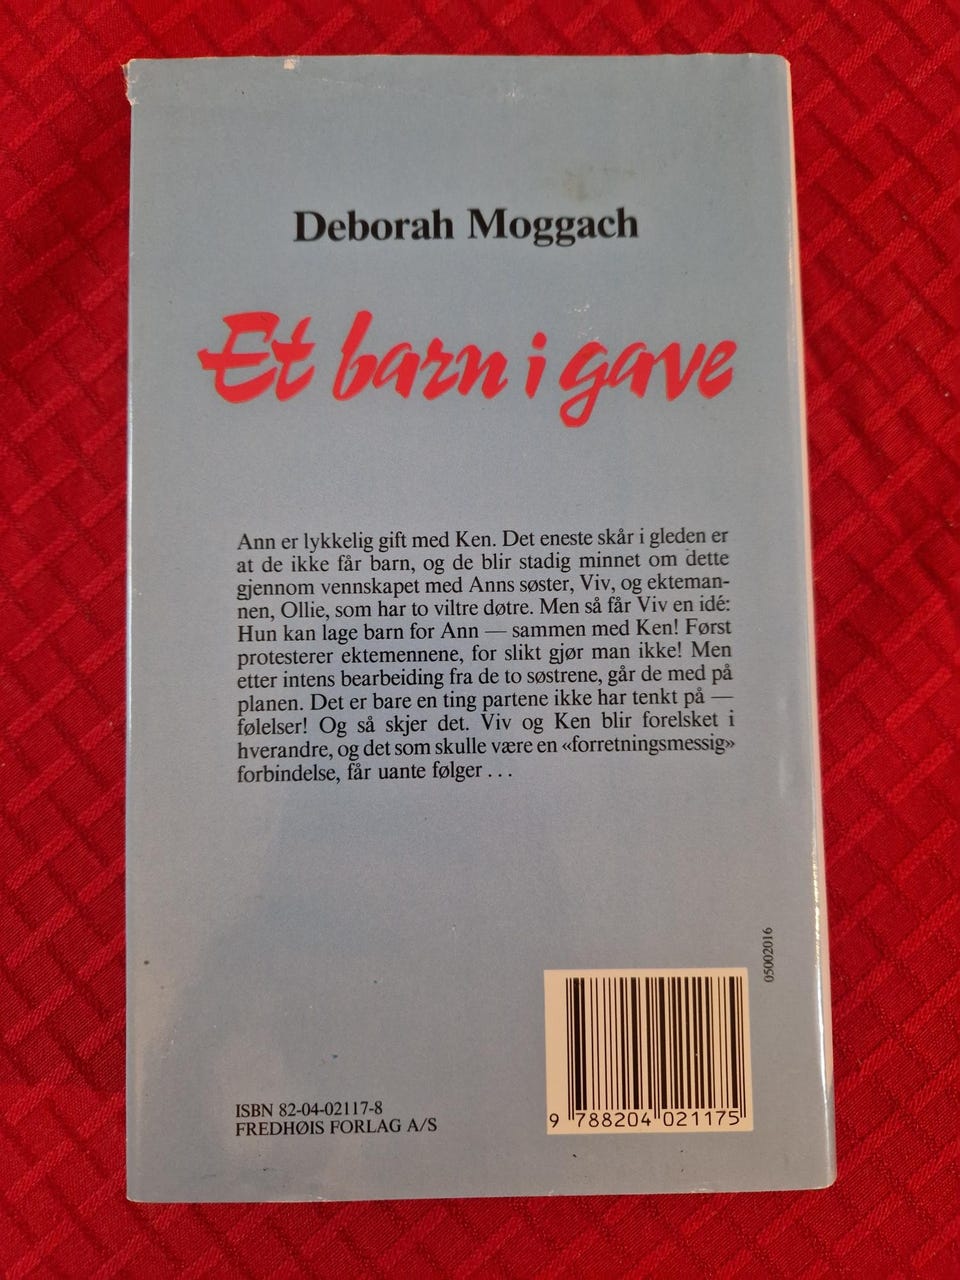 Deborah Moggach
Et barn i gave
Ann er lykkelig gift med Ken. Det eneste skår i gleden er
at de ikke får barn, og de blir stadig minnet om dette
gjennom vennskapet med Anns søster, Viv, og ekteman-
nen, Ollie, som har to viltre døtre. Men så får Viv en idé:
Hun kan lage barn for Ann — sammen med Ken! Først
protesterer ektemennene, for slikt gjør man ikke! Men
etter intens bearbeiding fra de to søstrene, går de med på
planen. Det er bare en ting partene ikke har tenkt på —
følelser! Og så skjer det. Viv og Ken blir forelsket i
hverandre, og det som skulle være en «forretningsmessig»
forbindelse, får uante følger . . .
05002016
ISBN 82-04-02117-8
FREDHØIS FORLAG A/S
9 788204 021175